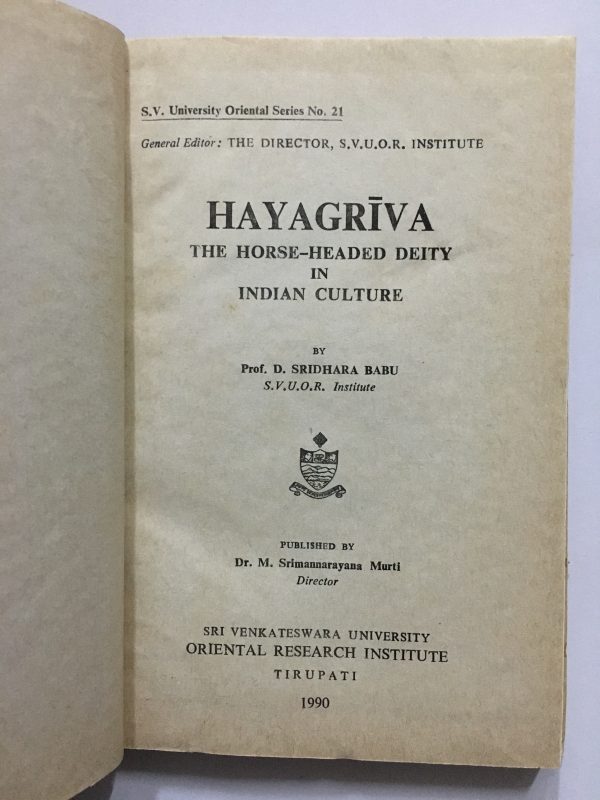 S.V. University Oriental Series No. 21
General Editor: THE DIRECTOR, S.V.U.O.R. INSTITUTE
HAYAGRĪVA
THE HORSE-HEADED DEITY
IN
INDIAN CULTURE
BY
Prof. D. SRIDHARA BABU
S.V.U.O.R. Institute
PUBLISHED BY
Dr. M. Srimannarayana Murti
Director
SRI VENKATESWARA UNIVERSITY
ORIENTAL RESEARCH INSTITUTE
TIRUPATI
1990